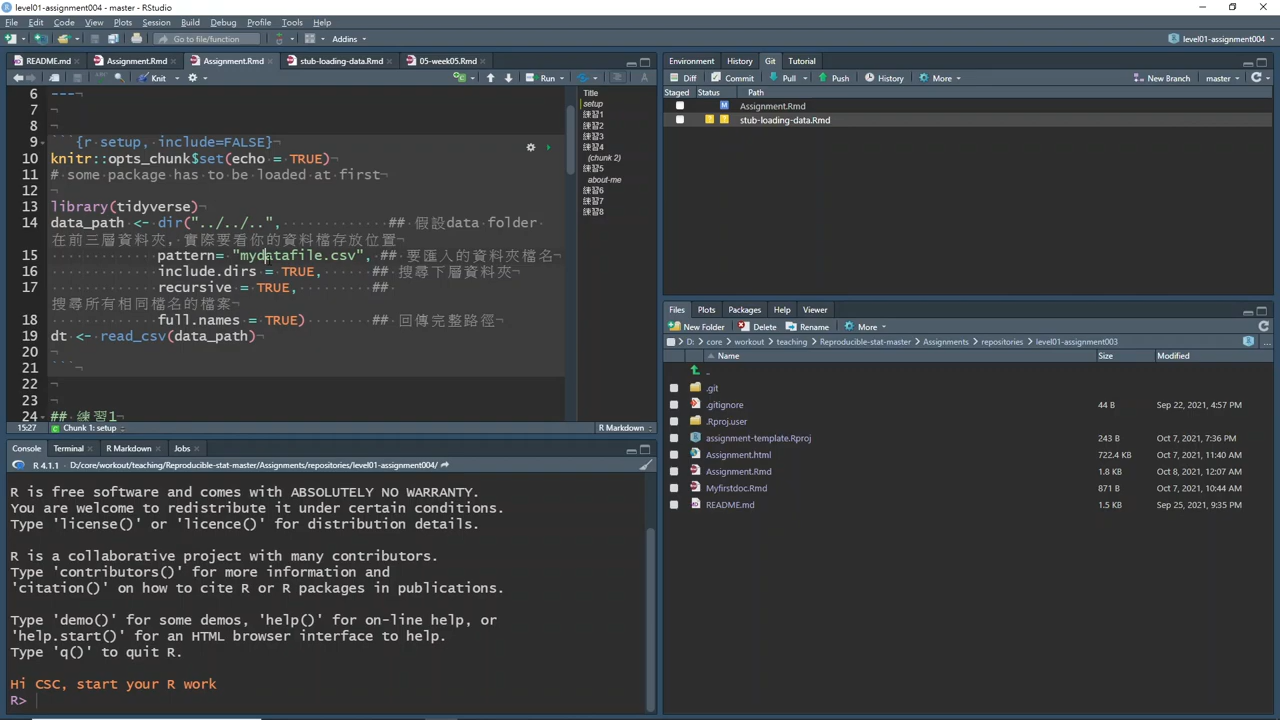 level01-assignment004 - master - RStudio
File Edit Code View Plots Session Build Debug Profile Tools Help
Go to file/function Addins level01-assignment004
README.md Assignment.Rmd Assignment.Rmd stub-loading-data.Rmd 05-week05.Rmd
Knit Run
6 ---
7
8
9 ```{r setup, include=FALSE}
10 knitr::opts_chunk$set(echo = TRUE)
11 # some package has to be loaded at first
12
13 library(tidyverse)
14 data_path <- dir("../../..", ## 假設data folder
在前三層資料夾, 實際要看你的資料檔存放位置
15 pattern= "mydatafile.csv", ## 要匯入的資料夾檔名
16 include.dirs = TRUE, ## 搜尋下層資料夾
17 recursive = TRUE, ##
搜尋所有相同檔名的檔案
18 full.names = TRUE) ## 回傳完整路徑
19 dt <- read_csv(data_path)
20
21 ```
22
23
24 ## 練習1
15:27 Chunk 1: setup R Markdown
Title
setup
練習1
練習2
練習3
練習4
(chunk 2)
練習5
about-me
練習6
練習7
練習8
Console Terminal R Markdown Jobs
R 4.1.1 · D:/core/workout/teaching/Reproducible-stat-master/Assignments/repositories/level01-assignment004/
R is free software and comes with ABSOLUTELY NO WARRANTY.
You are welcome to redistribute it under certain conditions.
Type 'license()' or 'licence()' for distribution details.
R is a collaborative project with many contributors.
Type 'contributors()' for more information and
'citation()' on how to cite R or R packages in publications.
Type 'demo()' for some demos, 'help()' for on-line help, or
'help.start()' for an HTML browser interface to help.
Type 'q()' to quit R.
Hi CSC, start your R work
R>
Environment History Git Tutorial
Diff Commit Pull Push History More New Branch master
Staged Status Path
M Assignment.Rmd
? ? stub-loading-data.Rmd
Files Plots Packages Help Viewer
New Folder Delete Rename More
D: core workout teaching Reproducible-stat-master Assignments repositories level01-assignment003 ...
Name Size Modified
..
.git
.gitignore 44 B Sep 22, 2021, 4:57 PM
.Rproj.user
assignment-template.Rproj 243 B Oct 7, 2021, 7:36 PM
Assignment.html 722.4 KB Oct 7, 2021, 11:40 AM
Assignment.Rmd 1.8 KB Oct 8, 2021, 12:07 AM
Myfirstdoc.Rmd 871 B Oct 7, 2021, 10:44 AM
README.md 1.5 KB Sep 25, 2021, 9:35 PM